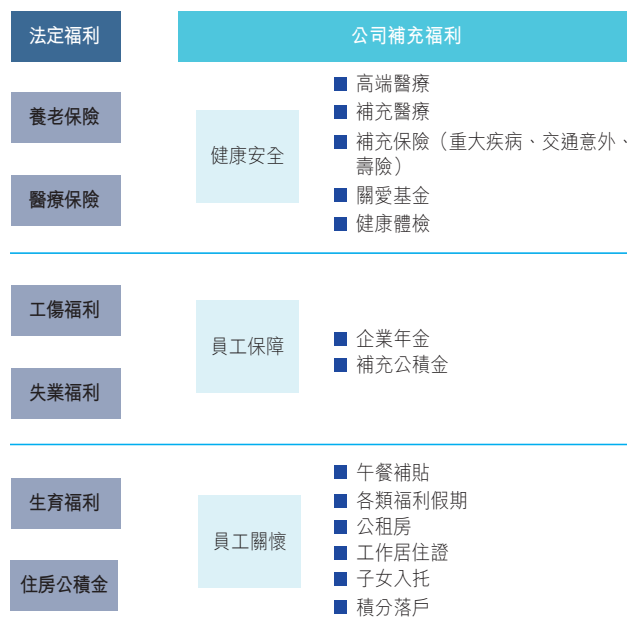 法定福利
公司補充福利
養老保險
醫療保險
健康安全
高端醫療
補充醫療
補充保險（重大疾病、交通意外、
壽險）
關愛基金
健康體檢
工傷福利
失業福利
員工保障
企業年金
補充公積金
生育福利
住房公積金
員工關懷
午餐補貼
各類福利假期
公租房
工作居住證
子女入托
積分落戶